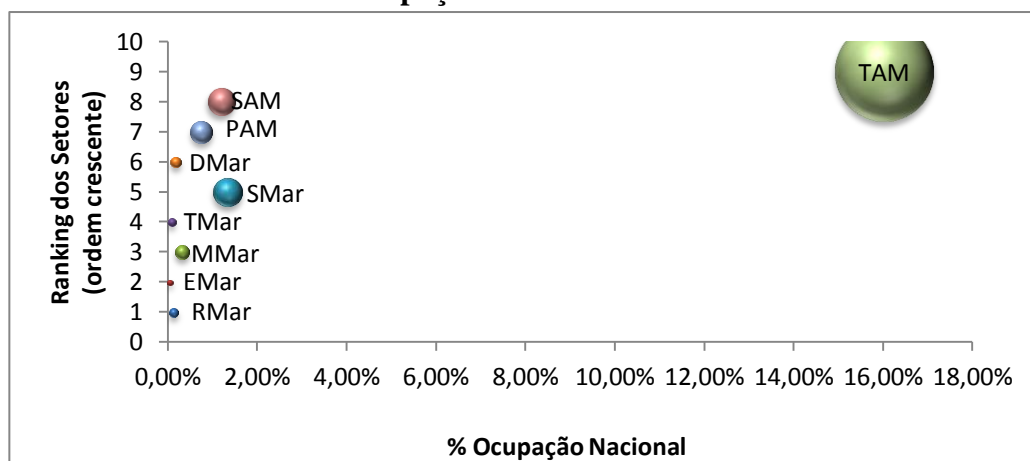 10
9
8
7
6
5
4
3
2
1
0
Ranking dos Setores
(ordem crescente)
TAM
SAM
PAM
DMar
SMar
TMar
MMar
EMar
RMar
0,00% 2,00% 4,00% 6,00% 8,00% 10,00% 12,00% 14,00% 16,00% 18,00%
% Ocupação Nacional